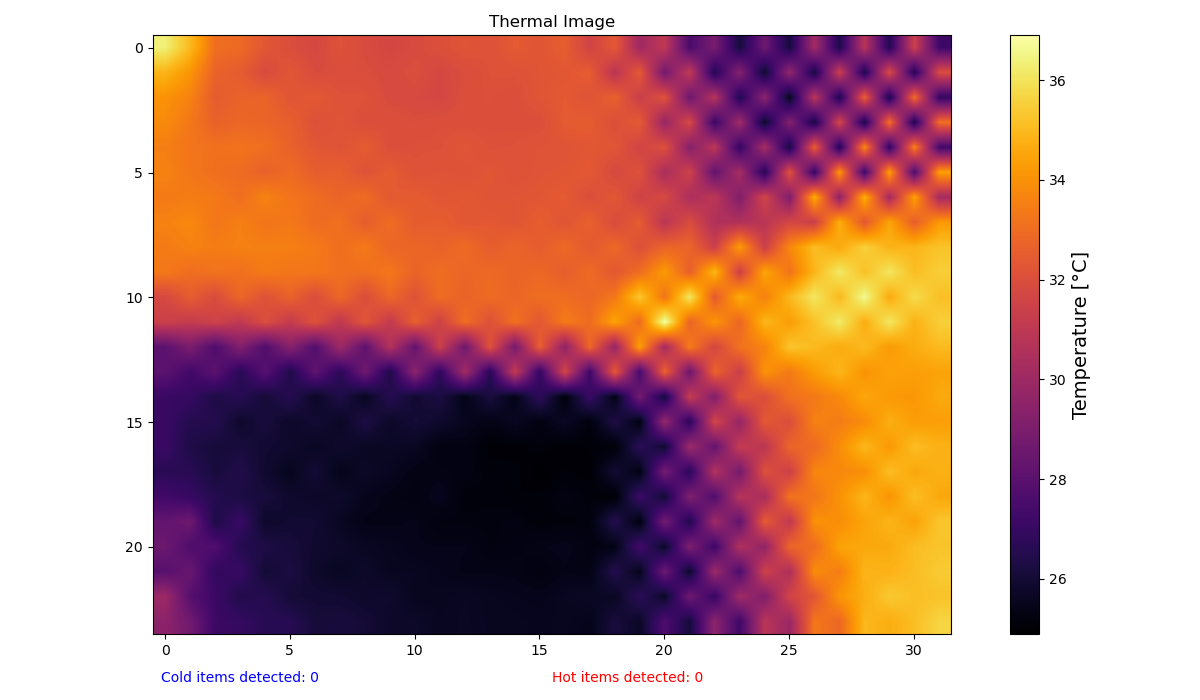 Thermal Image
0
5
10
15
20
0 5 10 15 20 25 30
36
34
32
30
28
26
Temperature [°C]
Cold items detected: 0
Hot items detected: 0